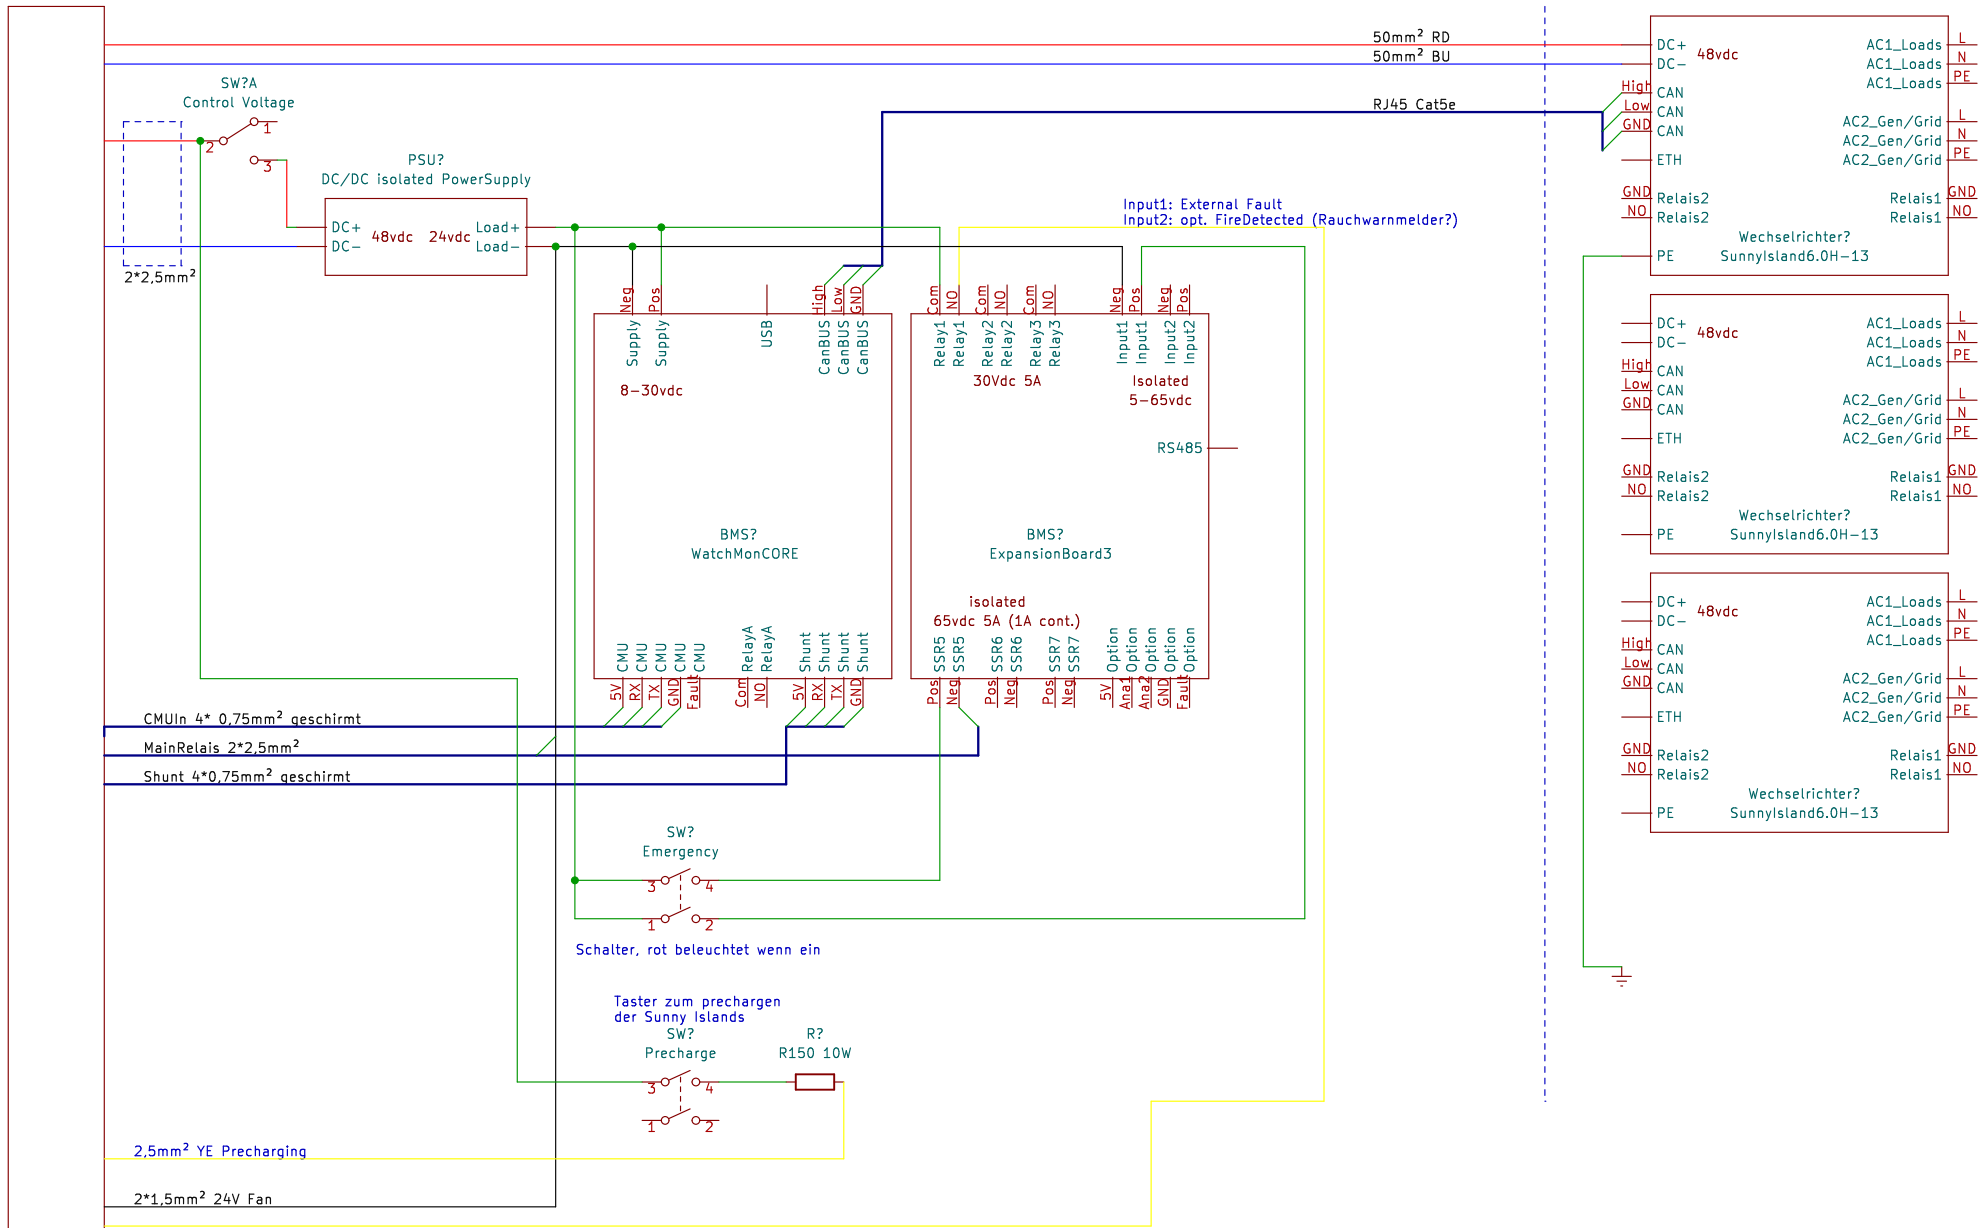 50mm² RD
50mm² BU
SW?A
Control Voltage
1
2
3
2*2,5mm²
PSU?
DC/DC isolated PowerSupply
DC+
DC-
48vdc
24vdc
Load+
Load-
RJ45 Cat5e
Input1: External Fault
Input2: opt. FireDetected (Rauchwarnmelder?)
Neg
Pos
High
Low
GND
Supply
Supply
USB
CanBUS
CanBUS
CanBUS
8-30vdc
BMS?
WatchMonCORE
CMU
CMU
CMU
CMU
CMU
RelayA
RelayA
Shunt
Shunt
Shunt
Shunt
5V
RX
TX
GND
Fault
Com
NO
5V
RX
TX
GND
Com
NO
Com
NO
Com
NO
Neg
Pos
Neg
Pos
Relay1
Relay1
Relay2
Relay2
Relay3
Relay3
Input1
Input1
Input2
Input2
30Vdc 5A
Isolated
5-65vdc
RS485
BMS?
ExpansionBoard3
isolated
65vdc 5A (1A cont.)
SSR5
SSR5
SSR6
SSR6
SSR7
SSR7
Option
Option
Option
Option
Option
Pos
Neg
Pos
Neg
Pos
Neg
5V
Ana1
Ana2
GND
Fault
CMUIn 4* 0,75mm² geschirmt
MainRelais 2*2,5mm²
Shunt 4*0,75mm² geschirmt
SW?
Emergency
3
4
1
2
Schalter, rot beleuchtet wenn ein
Taster zum prechargen
der Sunny Islands
SW?
Precharge
3
4
1
2
R?
R150 10W
2,5mm² YE Precharging
2*1,5mm² 24V Fan
DC+
48vdc
AC1_Loads
L
DC-
AC1_Loads
N
High
CAN
AC1_Loads
PE
Low
CAN
AC2_Gen/Grid
L
GND
CAN
AC2_Gen/Grid
N
ETH
AC2_Gen/Grid
PE
GND
Relais2
Relais1
GND
NO
Relais2
Relais1
NO
Wechselrichter?
SunnyIsland6.0H-13
PE
DC+
48vdc
AC1_Loads
L
DC-
AC1_Loads
N
High
CAN
AC1_Loads
PE
Low
CAN
AC2_Gen/Grid
L
GND
CAN
AC2_Gen/Grid
N
ETH
AC2_Gen/Grid
PE
GND
Relais2
Relais1
GND
NO
Relais2
Relais1
NO
Wechselrichter?
SunnyIsland6.0H-13
PE
DC+
48vdc
AC1_Loads
L
DC-
AC1_Loads
N
High
CAN
AC1_Loads
PE
Low
CAN
AC2_Gen/Grid
L
GND
CAN
AC2_Gen/Grid
N
ETH
AC2_Gen/Grid
PE
GND
Relais2
Relais1
GND
NO
Relais2
Relais1
NO
Wechselrichter?
SunnyIsland6.0H-13
PE